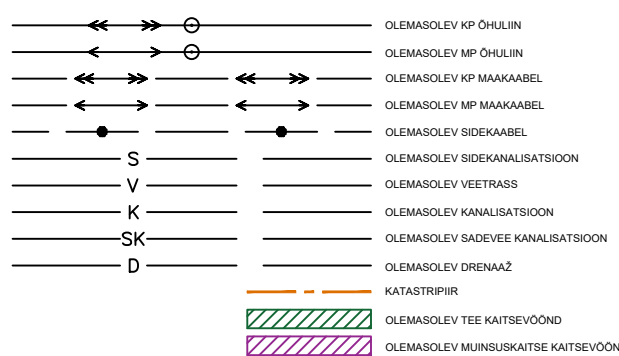 OLEMASOLEV KP ÕHULIIN
OLEMASOLEV MP ÕHULIIN
OLEMASOLEV KP MAAKAABEL
OLEMASOLEV MP MAAKAABEL
OLEMASOLEV SIDEKAABEL
S OLEMASOLEV SIDEKANALISATSIOON
V OLEMASOLEV VEETRASS
K OLEMASOLEV KANALISATSIOON
SK OLEMASOLEV SADEVEE KANALISATSIOON
D OLEMASOLEV DRENAAŽ
KATASTRIPIIR
OLEMASOLEV TEE KAITSEVÖÖND
OLEMASOLEV MUINSUSKAITSE KAITSEVÖÖN